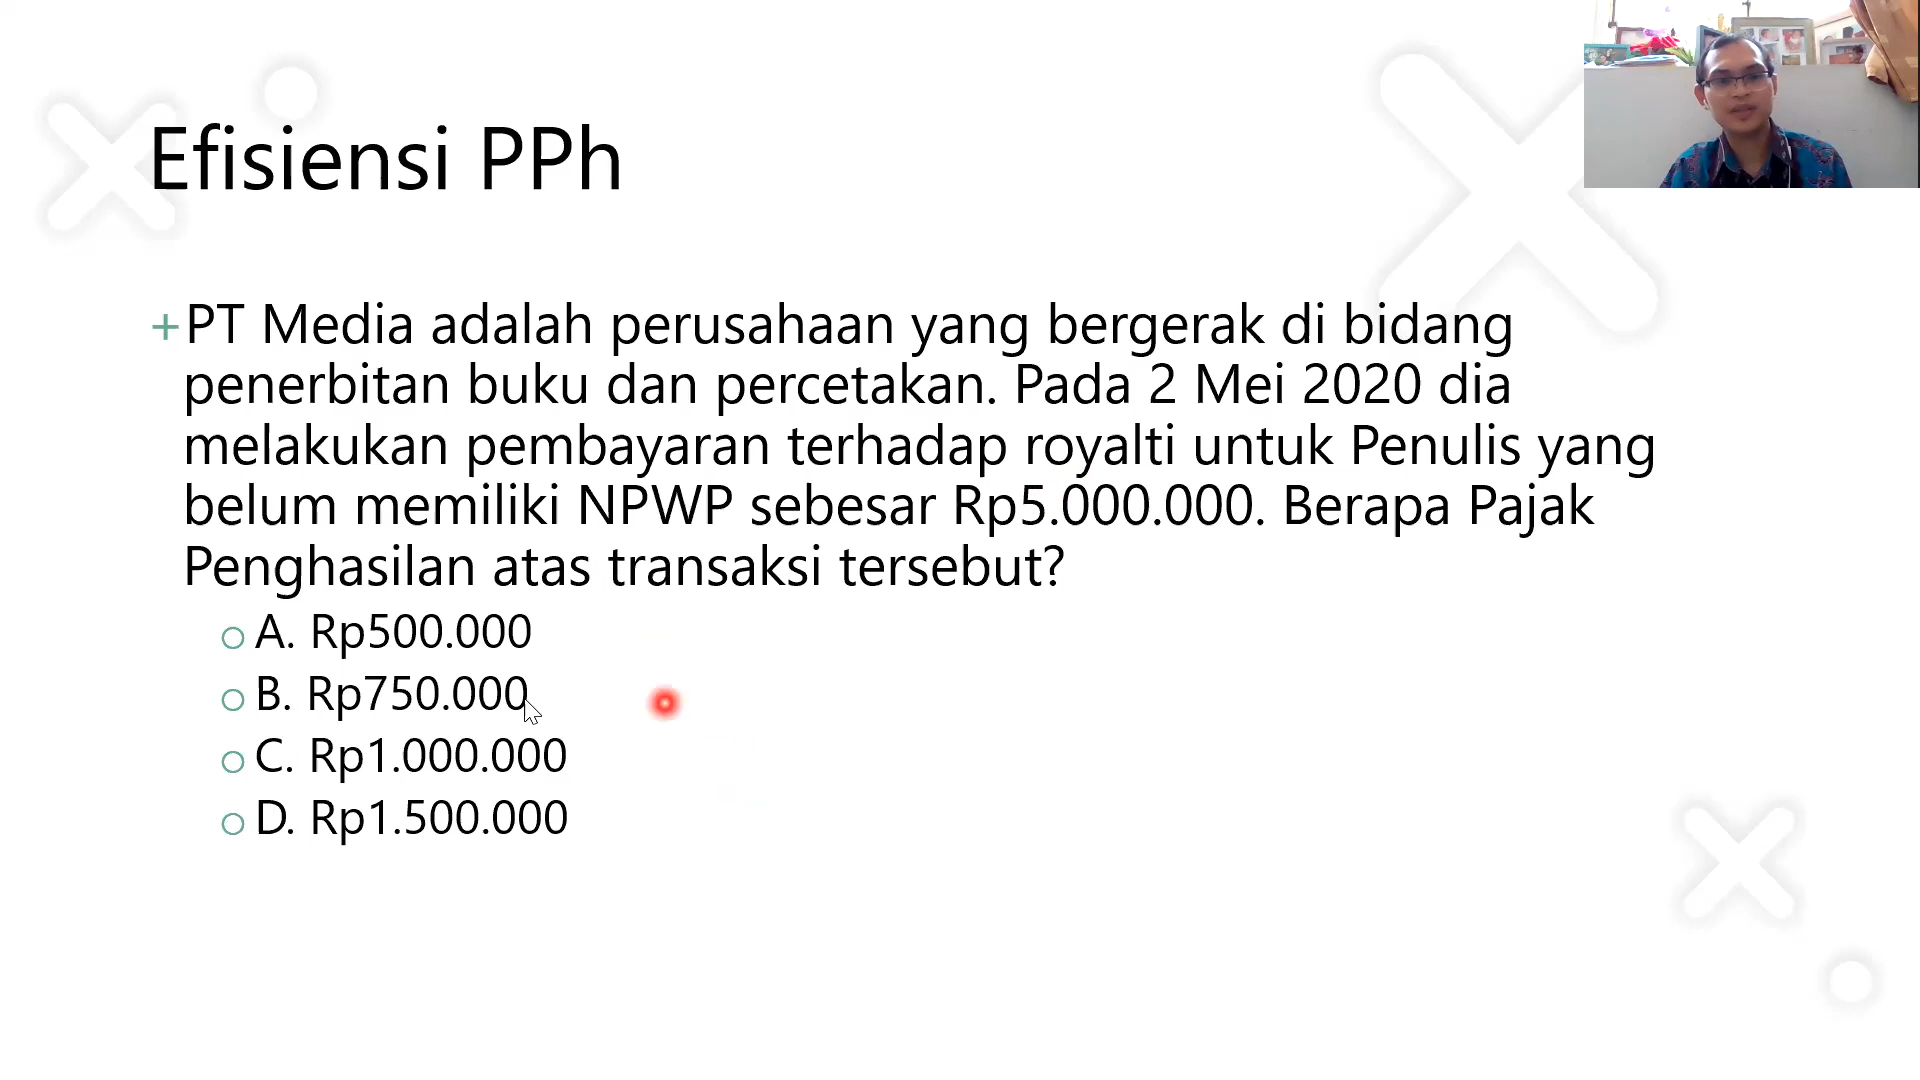 Efisiensi PPh
+PT Media adalah perusahaan yang bergerak di bidang
penerbitan buku dan percetakan. Pada 2 Mei 2020 dia
melakukan pembayaran terhadap royalti untuk Penulis yang
belum memiliki NPWP sebesar Rp5.000.000. Berapa Pajak
Penghasilan atas transaksi tersebut?
A. Rp500.000
B. Rp750.000
C. Rp1.000.000
D. Rp1.500.000